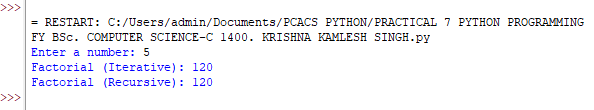 >>>
= RESTART: C:/Users/admin/Documents/PCACS PYTHON/PRACTICAL 7 PYTHON PROGRAMMING
FY BSc. COMPUTER SCIENCE-C 1400. KRISHNA KAMLESH SINGH.py
Enter a number: 5
Factorial (Iterative): 120
Factorial (Recursive): 120
>>>